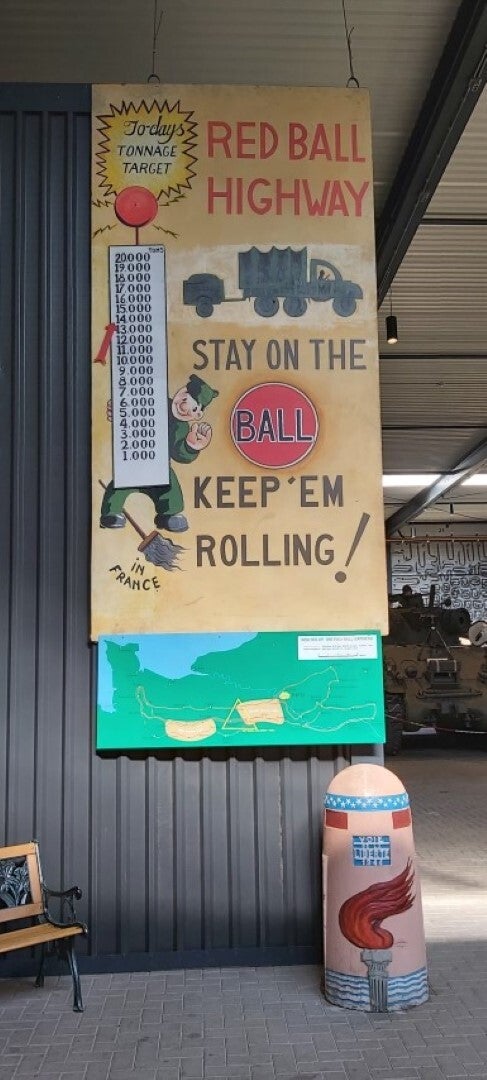 To-days
TONNAGE
TARGET
RED BALL
HIGHWAY
TONS
20.000
19.000
18.000
17.000
16.000
15.000
14.000
13.000
12.000
11.000
10.000
9.000
8.000
7.000
6.000
5.000
4.000
3.000
2.000
1.000
STAY ON THE
BALL
KEEP 'EM
ROLLING!
IN
FRANCE
VOIE
DE LA
LIBERTE
1944